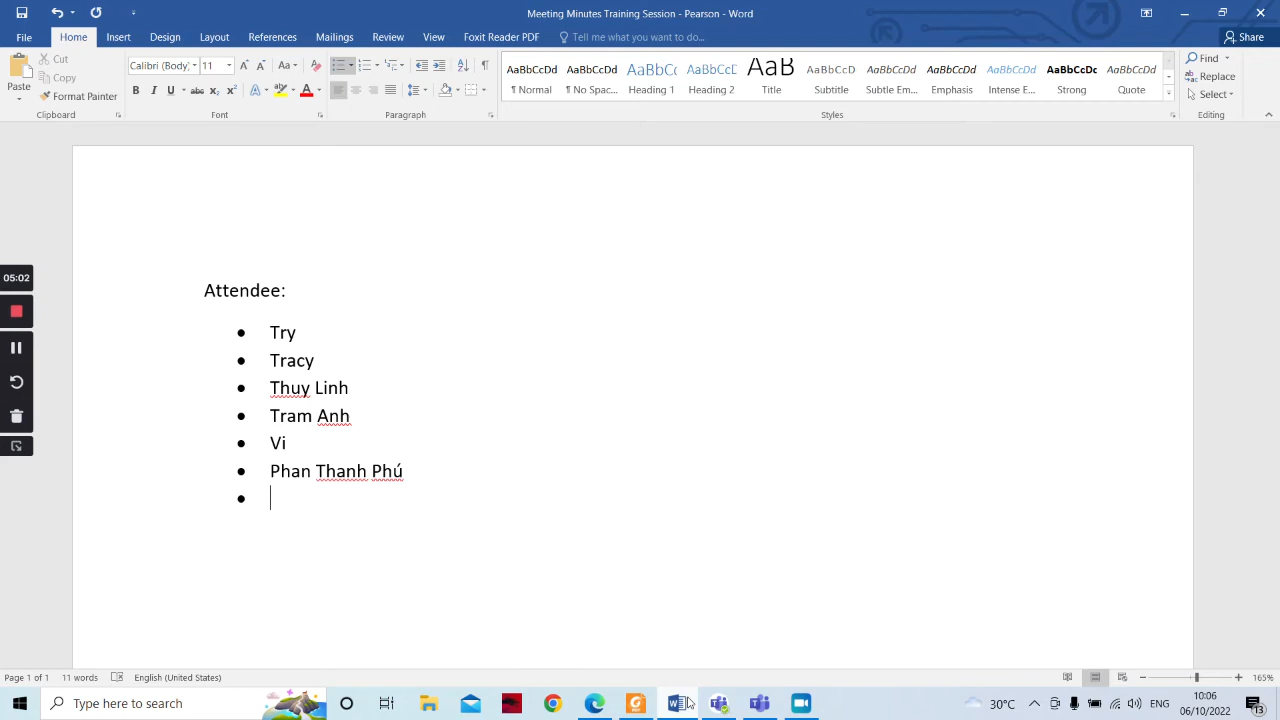 Meeting Minutes Training Session - Pearson - Word
File Home Insert Design Layout References Mailings Review View Foxit Reader PDF Tell me what you want to do... Share
Paste Cut Copy Format Painter
Clipboard
Calibri (Body) 11
Font
Paragraph
AaBbCcDd AaBbCcDd AaBbCc AaBbCcD AaB AaBbCcD AaBbCcDd AaBbCcDd AaBbCcDd AaBbCcDc AaBbCcDd
¶ Normal ¶ No Spac... Heading 1 Heading 2 Title Subtitle Subtle Em... Emphasis Intense E... Strong Quote
Styles
Find
Replace
Select
Editing
05:02
Attendee:
• Try
• Tracy
• Thuy Linh
• Tram Anh
• Vi
• Phan Thanh Phú
•
Page 1 of 1 11 words English (United States) 165%
Type here to search
30°C
10:06
06/10/2022
13